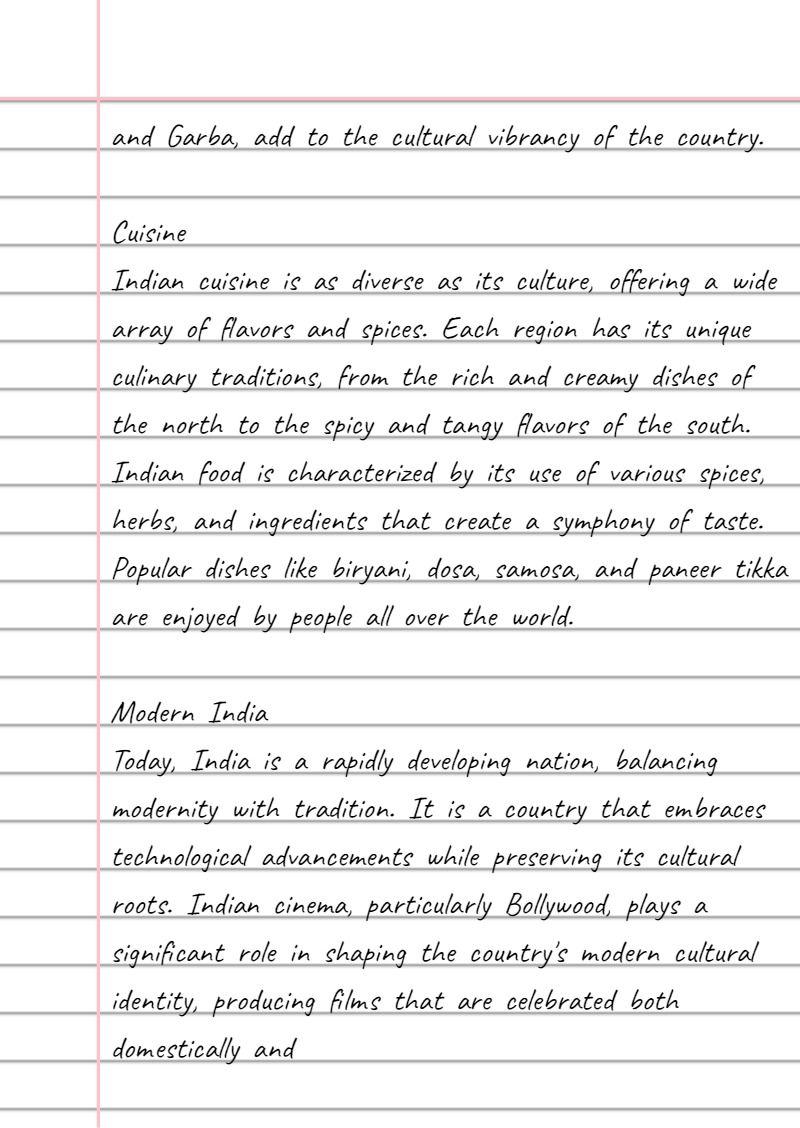 and Garba, add to the cultural vibrancy of the country.
Cuisine
Indian cuisine is as diverse as its culture, offering a wide
array of flavors and spices. Each region has its unique
culinary traditions, from the rich and creamy dishes of
the north to the spicy and tangy flavors of the south.
Indian food is characterized by its use of various spices,
herbs, and ingredients that create a symphony of taste.
Popular dishes like biryani, dosa, samosa, and paneer tikka
are enjoyed by people all over the world.
Modern India
Today, India is a rapidly developing nation, balancing
modernity with tradition. It is a country that embraces
technological advancements while preserving its cultural
roots. Indian cinema, particularly Bollywood, plays a
significant role in shaping the country's modern cultural
identity, producing films that are celebrated both
domestically and